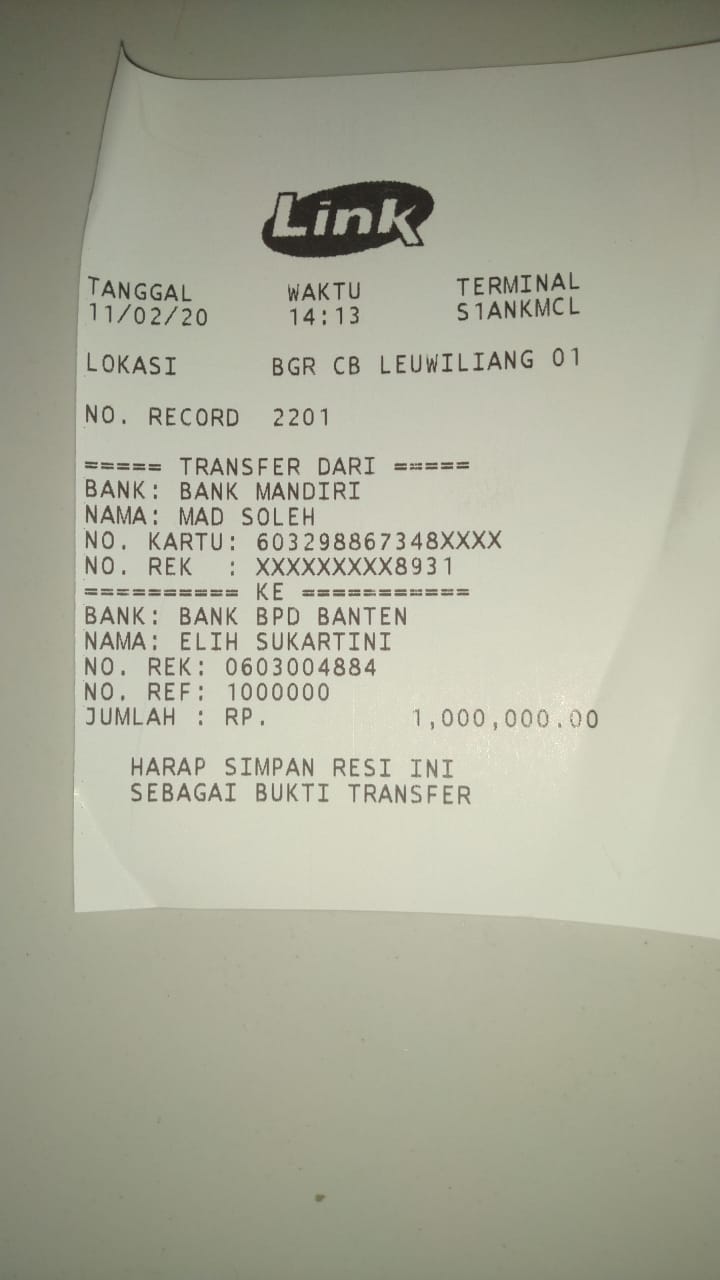 Link
TANGGAL WAKTU TERMINAL
11/02/20 14:13 S1ANKMCL
LOKASI BGR CB LEUWILIANG 01
NO. RECORD 2201
===== TRANSFER DARI =====
BANK: BANK MANDIRI
NAMA: MAD SOLEH
NO. KARTU: 603298867348XXXX
NO. REK : XXXXXXXXX8931
========== KE ===========
BANK: BANK BPD BANTEN
NAMA: ELIH SUKARTINI
NO. REK: 0603004884
NO. REF: 1000000
JUMLAH : RP. 1,000,000.00
HARAP SIMPAN RESI INI
SEBAGAI BUKTI TRANSFER